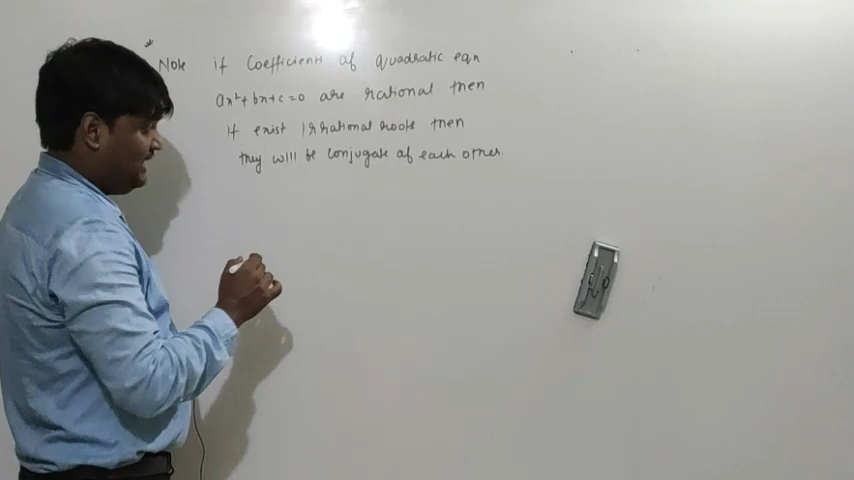 * Note if Coefficients of quadratic eqn
ax²+bx+c=0 are rational then
if exist irrational roots then
they will be conjugate of each other